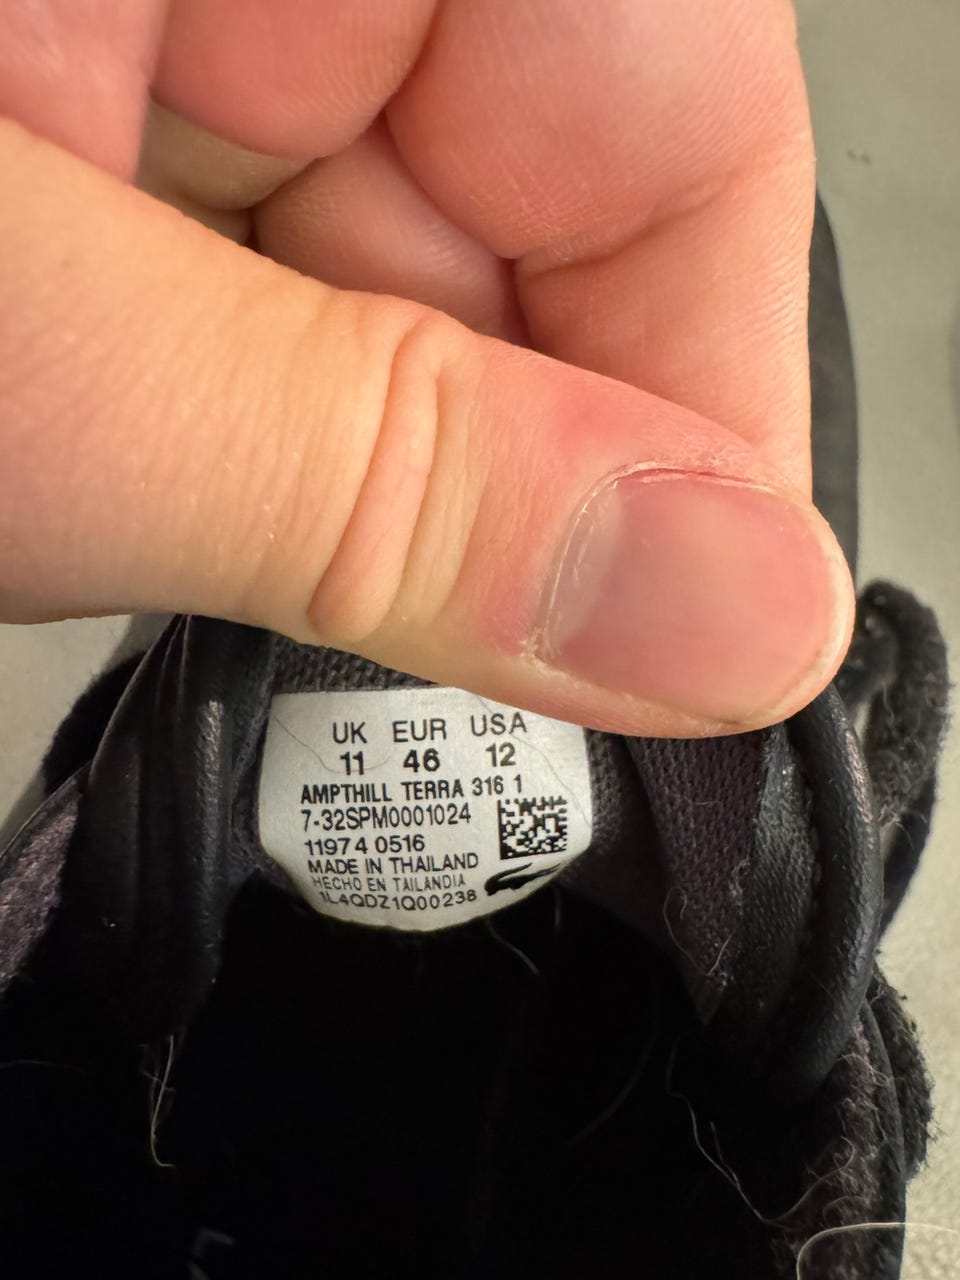 UK EUR USA
11 46 12
AMPTHILL TERRA 316 1
7-32SPM0001024
11974 0516
MADE IN THAILAND
HECHO EN TAILANDIA
1L4QDZ1Q00238